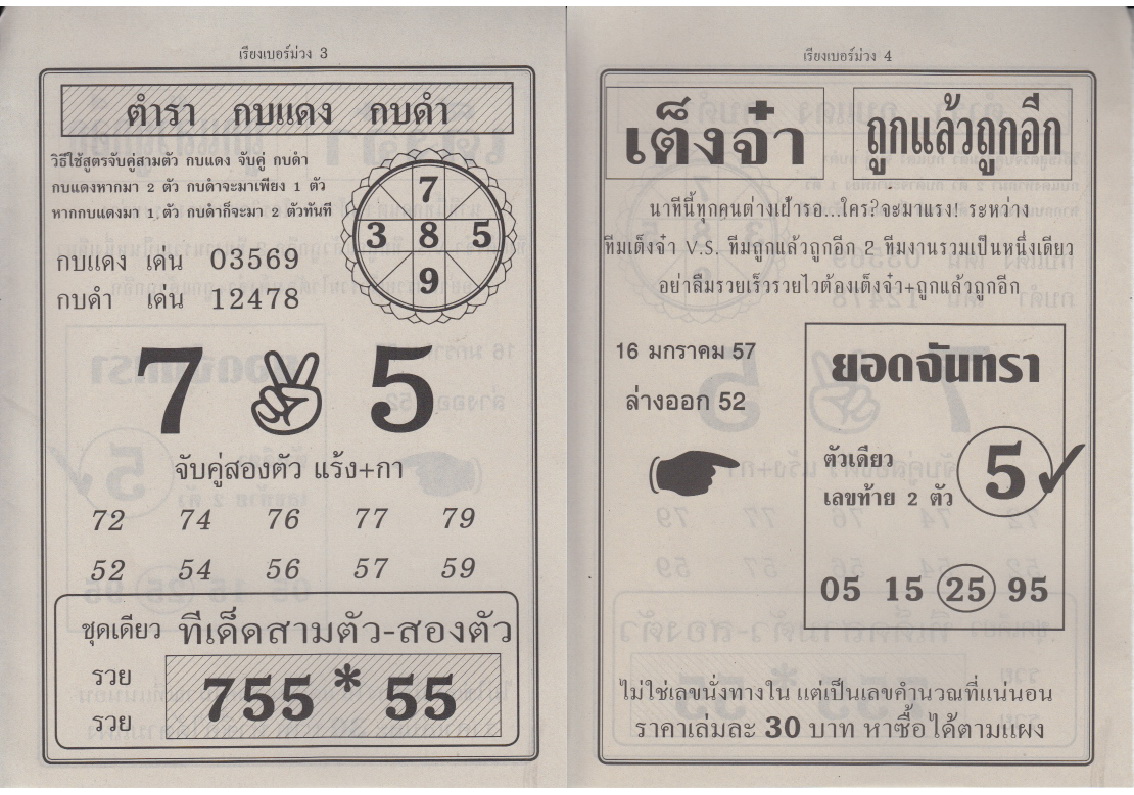 เรียงเบอร์ม่วง 3
ตำรา กบแดง กบดำ
วิธีใช้สูตรจับคู่สามตัว กบแดง จับคู่ กบดำ
กบแดงหากมา 2 ตัว กบดำจะมาเพียง 1 ตัว
หากกบแดงมา 1 ตัว กบดำก็จะมา 2 ตัวทันที
กบแดง เด่น 03569
กบดำ เด่น 12478
7
3 8 5
9
7 5
จับคู่สองตัว แร้ง+กา
72 74 76 77 79
52 54 56 57 59
ชุดเดียว ทีเด็ดสามตัว-สองตัว
รวย
รวย
755 * 55
เรียงเบอร์ม่วง 4
เต็งจ๋า
ถูกแล้วถูกอีก
นาทีนี้ทุกคนต่างเฝ้ารอ...ใคร?จะมาแรง! ระหว่าง
ทีมเต็งจ๋า V.S. ทีมถูกแล้วถูกอีก 2 ทีมงานรวมเป็นหนึ่งเดียว
อย่าลืมรวยเร็วรวยไวต้องเต็งจ๋า+ถูกแล้วถูกอีก
16 มกราคม 57
ล่างออก 52
ยอดจันทรา
ตัวเดียว
เลขท้าย 2 ตัว
5
05 15 25 95
ไม่ใช่เลขนั่งทางใน แต่เป็นเลขคำนวณที่แน่นอน
ราคาเล่มละ 30 บาท หาซื้อได้ตามแผง